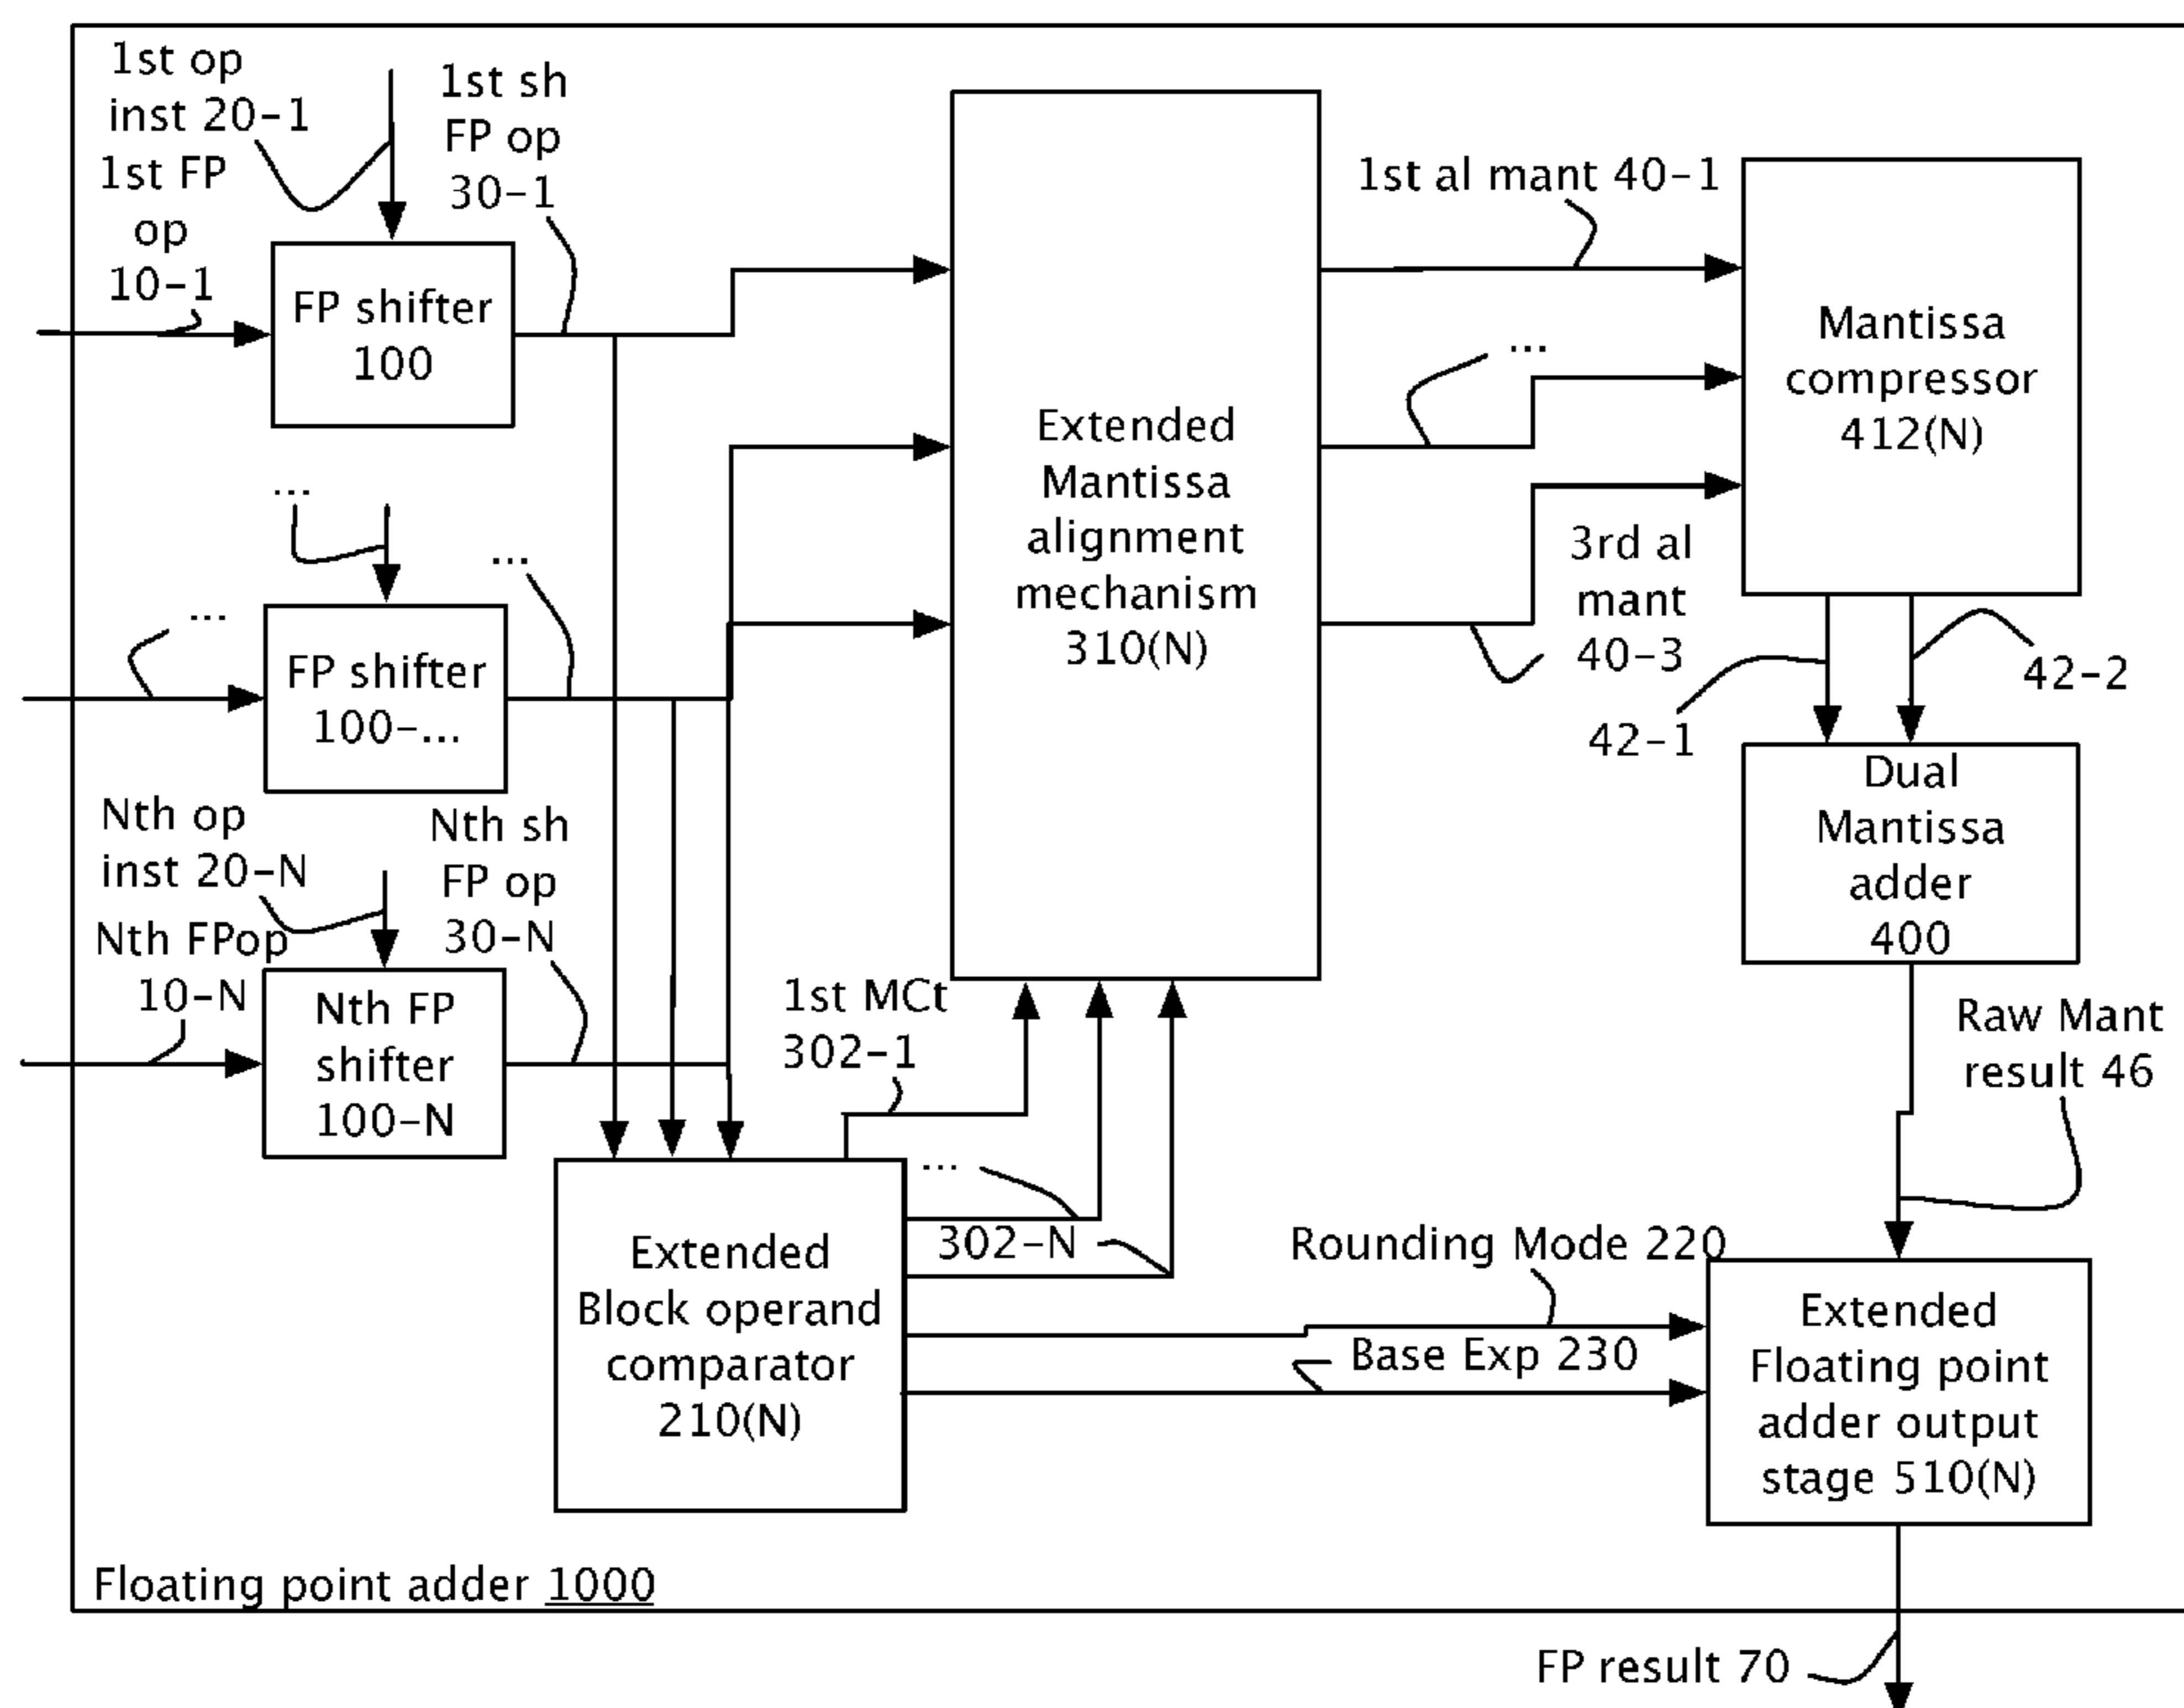 1st op
inst 20-1
1st FP
op
10-1
1st sh
FP op
30-1
FP shifter
100
...
...
...
FP shifter
100-...
Nth op
inst 20-N
Nth FPop
10-N
Nth sh
FP op
30-N
Nth FP
shifter
100-N
Extended
Mantissa
alignment
mechanism
310(N)
1st al mant 40-1
...
3rd al
mant
40-3
Mantissa
compressor
412(N)
42-1
42-2
Dual
Mantissa
adder
400
Raw Mant
result 46
1st MCt
302-1
...
302-N
Extended
Block operand
comparator
210(N)
Rounding Mode 220
Base Exp 230
Extended
Floating point
adder output
stage 510(N)
Floating point adder 1000
FP result 70